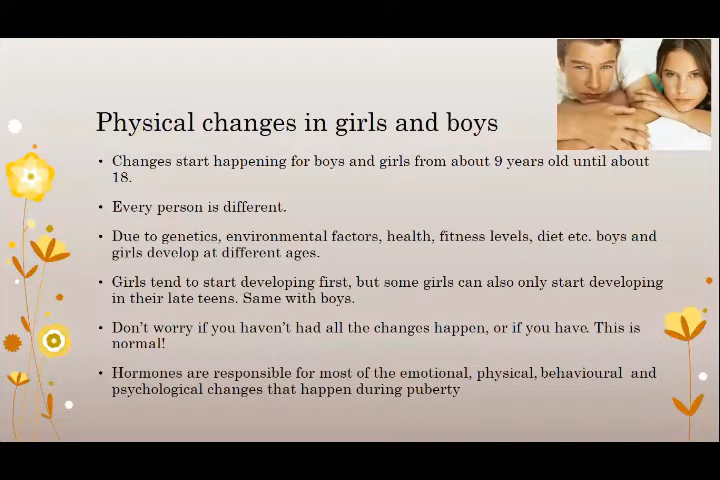 Physical changes in girls and boys
• Changes start happening for boys and girls from about 9 years old until about
18.
• Every person is different.
• Due to genetics, environmental factors, health, fitness levels, diet etc. boys and
girls develop at different ages.
• Girls tend to start developing first, but some girls can also only start developing
in their late teens. Same with boys.
• Don't worry if you haven't had all the changes happen, or if you have. This is
normal!
• Hormones are responsible for most of the emotional, physical, behavioural and
psychological changes that happen during puberty